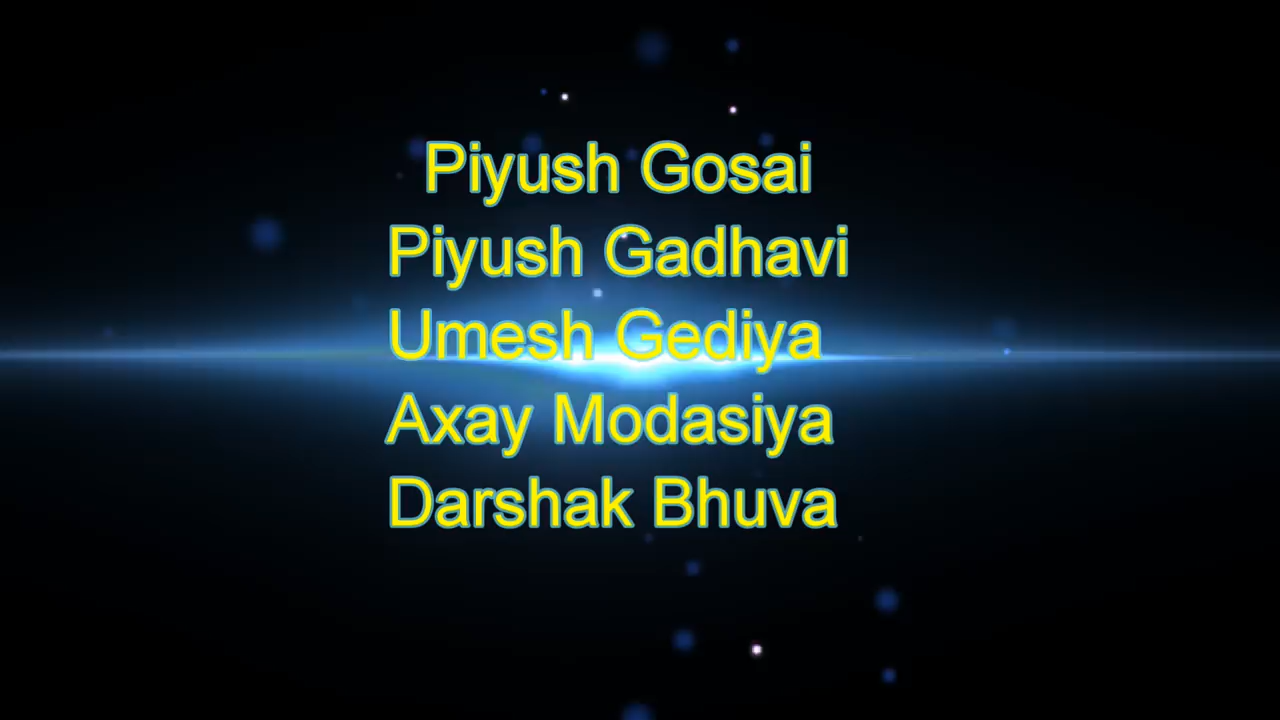 Piyush Gosai
Piyush Gadhavi
Umesh Gediya
Axay Modasiya
Darshak Bhuva